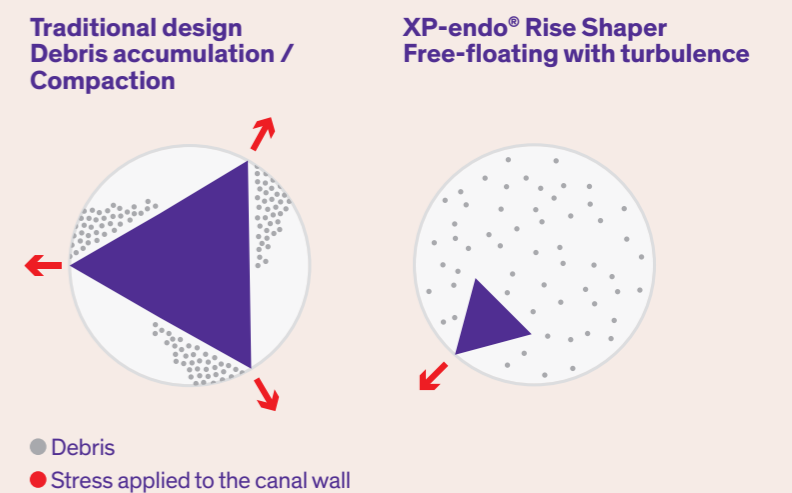 Traditional design
Debris accumulation /
Compaction
XP-endo® Rise Shaper
Free-floating with turbulence
Debris
Stress applied to the canal wall